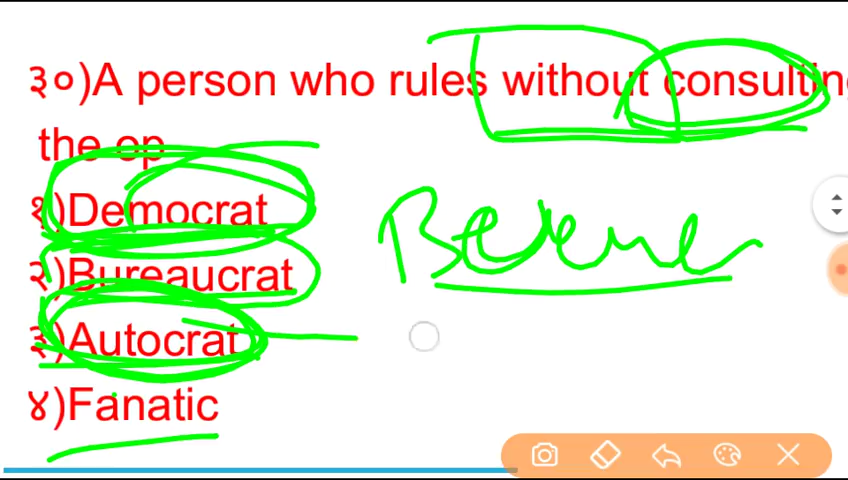 ३०)A person who rules without consulting
the op
१)Democrat
२)Bureaucrat
३)Autocrat
४)Fanatic